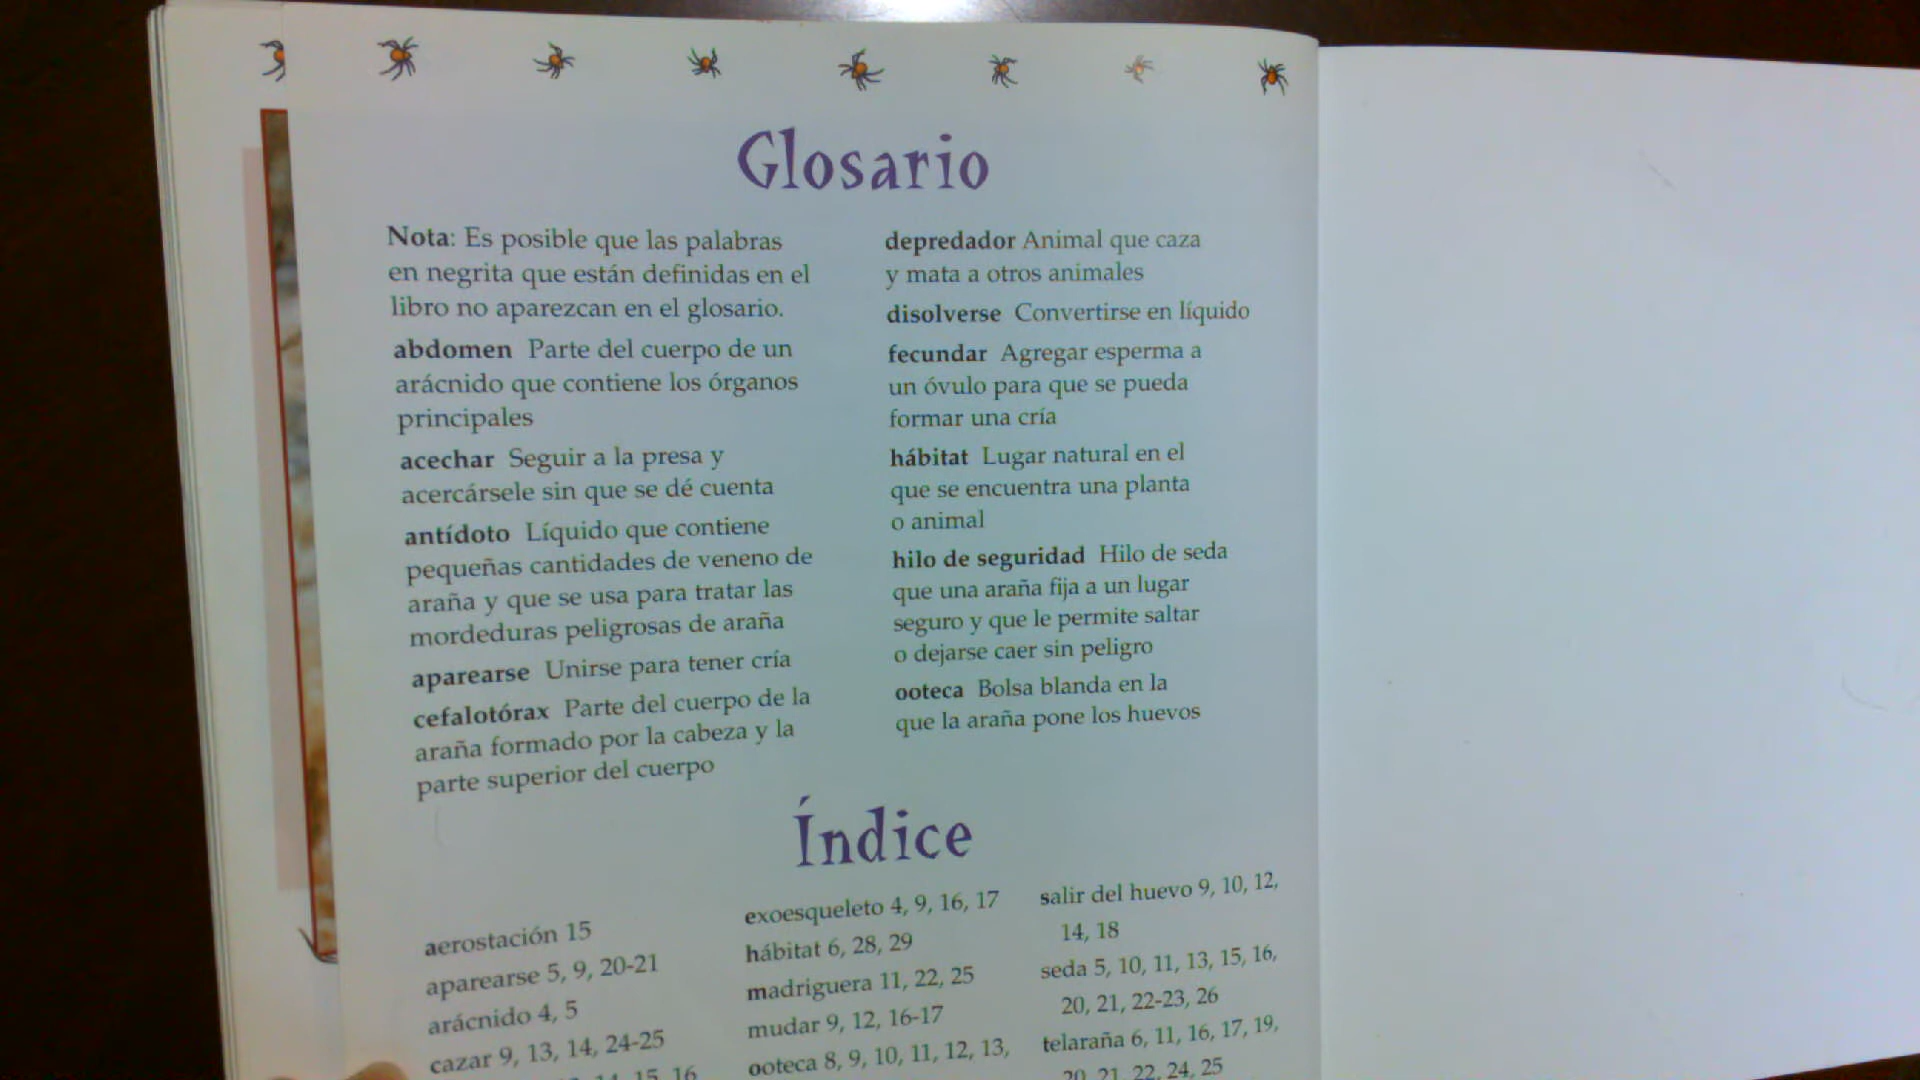 Glosario
Nota: Es posible que las palabras
en negrita que están definidas en el
libro no aparezcan en el glosario.
abdomen Parte del cuerpo de un
arácnido que contiene los órganos
principales
acechar Seguir a la presa y
acercársele sin que se dé cuenta
antídoto Líquido que contiene
pequeñas cantidades de veneno de
araña y que se usa para tratar las
mordeduras peligrosas de araña
aparearse Unirse para tener cría
cefalotórax Parte del cuerpo de la
araña formado por la cabeza y la
parte superior del cuerpo
depredador Animal que caza
y mata a otros animales
disolverse Convertirse en líquido
fecundar Agregar esperma a
un óvulo para que se pueda
formar una cría
hábitat Lugar natural en el
que se encuentra una planta
o animal
hilo de seguridad Hilo de seda
que una araña fija a un lugar
seguro y que le permite saltar
o dejarse caer sin peligro
ooteca Bolsa blanda en la
que la araña pone los huevos
Índice
aerostación 15
aparearse 5, 9, 20-21
arácnido 4, 5
cazar 9, 13, 14, 24-25
15, 16
exoesqueleto 4, 9, 16, 17
hábitat 6, 28, 29
madriguera 11, 22, 25
mudar 9, 12, 16-17
ooteca 8, 9, 10, 11, 12, 13,
salir del huevo 9, 10, 12,
14, 18
seda 5, 10, 11, 13, 15, 16,
20, 21, 22-23, 26
telaraña 6, 11, 16, 17, 19,
20, 21, 22, 24, 25